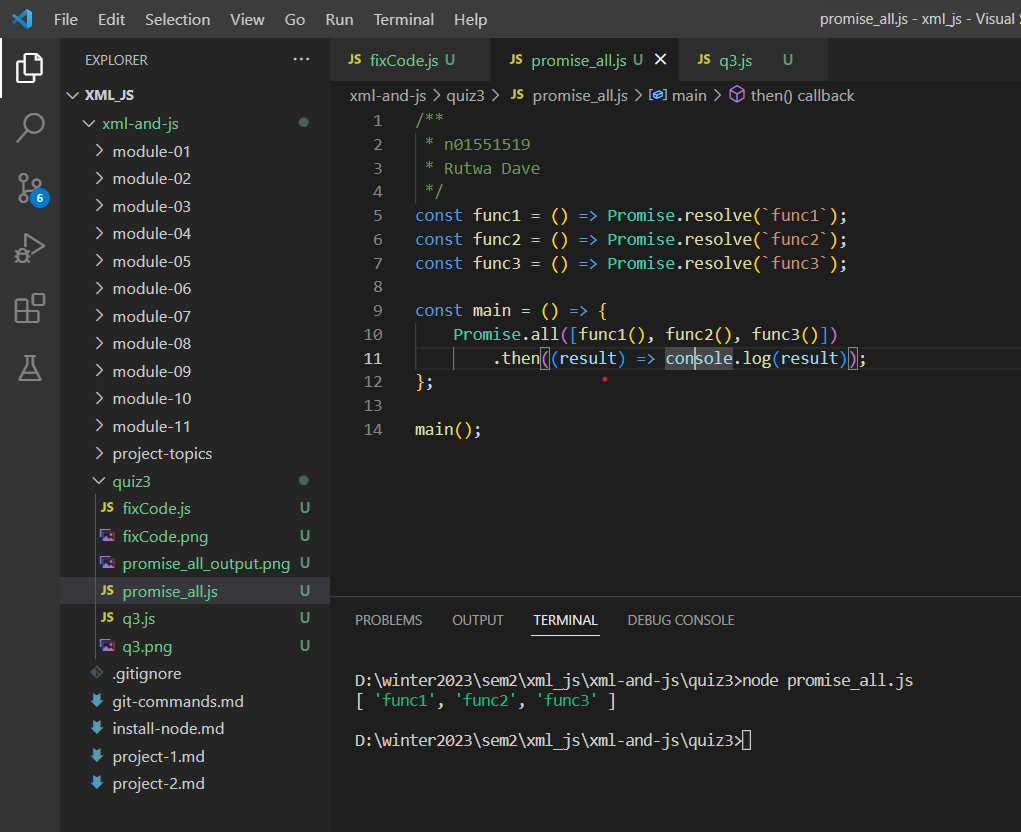 File Edit Selection View Go Run Terminal Help
promise_all.js - xml_js - Visual S
EXPLORER
XML_JS
xml-and-js
module-01
module-02
module-03
module-04
module-05
module-06
module-07
module-08
module-09
module-10
module-11
project-topics
quiz3
JS fixCode.js U
fixCode.png U
promise_all_output.png U
JS promise_all.js U
JS q3.js U
q3.png U
.gitignore
git-commands.md
install-node.md
project-1.md
project-2.md
6
JS fixCode.js U
JS promise_all.js U
JS q3.js U
xml-and-js > quiz3 > JS promise_all.js > main > then() callback
1 /**
2 * n01551519
3 * Rutwa Dave
4 */
5 const func1 = () => Promise.resolve(`func1`);
6 const func2 = () => Promise.resolve(`func2`);
7 const func3 = () => Promise.resolve(`func3`);
8
9 const main = () => {
10 Promise.all([func1(), func2(), func3()])
11 .then((result) => console.log(result));
12 };
13
14 main();
PROBLEMS OUTPUT TERMINAL DEBUG CONSOLE
D:\winter2023\sem2\xml_js\xml-and-js\quiz3>node promise_all.js
[ 'func1', 'func2', 'func3' ]
D:\winter2023\sem2\xml_js\xml-and-js\quiz3>